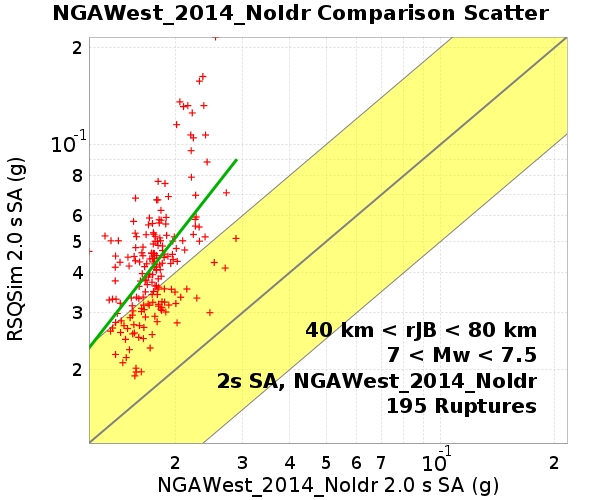 NGAWest_2014_NoIdr Comparison Scatter
RSQSim 2.0 s SA (g)
2
10-1
8
6
5
4
3
2
40 km < rJB < 80 km
7 < Mw < 7.5
2s SA, NGAWest_2014_NoIdr
195 Ruptures
2 3 4 5 6 7 10-1 2
NGAWest_2014_NoIdr 2.0 s SA (g)